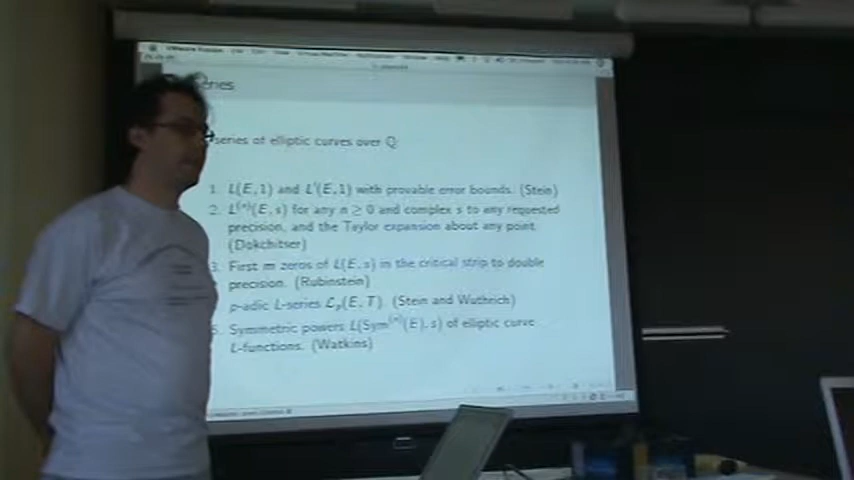 series
series of elliptic curves over Q
1. L(E, 1) and L′(E, 1) with provable error bounds. (Stein)
2. L⁽ⁿ⁾(E, s) for any n ≥ 0 and complex s to any requested
precision, and the Taylor expansion about any point.
(Dokchitser)
3. First m zeros of L(E, s) in the critical strip to double
precision. (Rubinstein)
p-adic L-series ℒₚ(E, T). (Stein and Wuthrich)
5. Symmetric powers L(Sym⁽ⁿ⁾(E), s) of elliptic curve
L-functions. (Watkins)